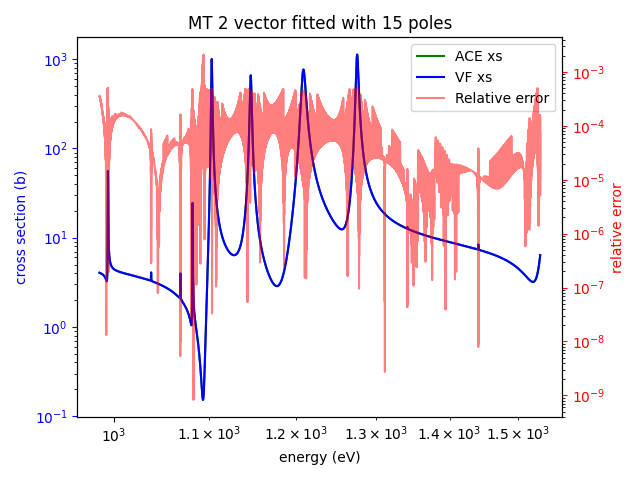 MT 2 vector fitted with 15 poles
ACE xs
VF xs
Relative error
cross section (b)
10³
10²
10¹
10⁰
10⁻¹
relative error
10⁻³
10⁻⁴
10⁻⁵
10⁻⁶
10⁻⁷
10⁻⁸
10⁻⁹
10³ 1.1 × 10³ 1.2 × 10³ 1.3 × 10³ 1.4 × 10³ 1.5 × 10³
energy (eV)